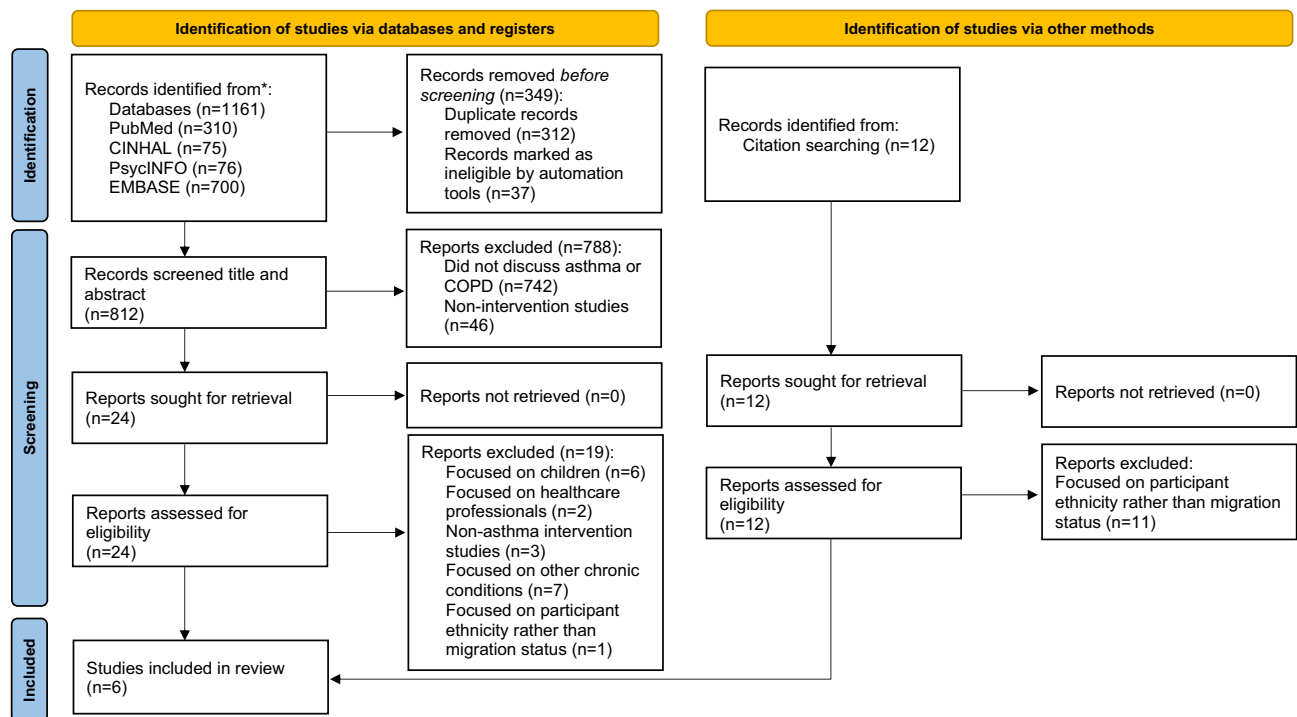 Identification of studies via databases and registers
Identification of studies via other methods
Identification
Records identified from*:
Databases (n=1161)
PubMed (n=310)
CINHAL (n=75)
PsycINFO (n=76)
EMBASE (n=700)
Records removed before
screening (n=349):
Duplicate records
removed (n=312)
Records marked as
ineligible by automation
tools (n=37)
Records identified from:
Citation searching (n=12)
Screening
Records screened title and
abstract
(n=812)
Reports excluded (n=788):
Did not discuss asthma or
COPD (n=742)
Non-intervention studies
(n=46)
Reports sought for retrieval
(n=24)
Reports not retrieved (n=0)
Reports sought for retrieval
(n=12)
Reports not retrieved (n=0)
Reports assessed for
eligibility
(n=24)
Reports excluded (n=19):
Focused on children (n=6)
Focused on healthcare
professionals (n=2)
Non-asthma intervention
studies (n=3)
Focused on other chronic
conditions (n=7)
Focused on participant
ethnicity rather than
migration status (n=1)
Reports assessed for
eligibility
(n=12)
Reports excluded:
Focused on participant
ethnicity rather than migration
status (n=11)
Included
Studies included in review
(n=6)